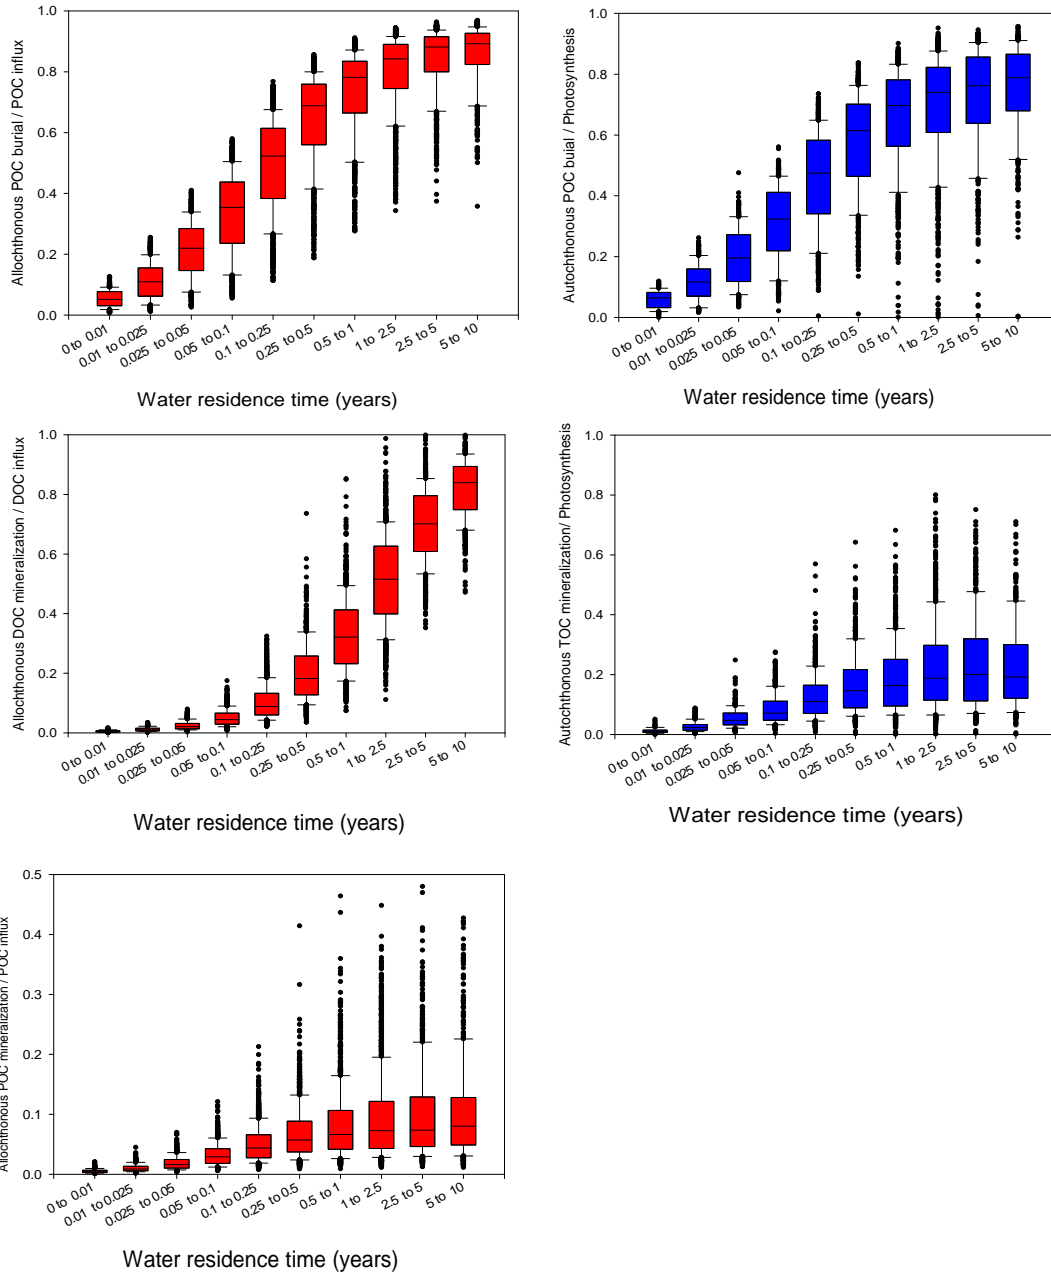 Allochthonous POC burial / POC influx
1.0
0.8
0.6
0.4
0.2
0.0
0 to 0.01
0.01 to 0.025
0.025 to 0.05
0.05 to 0.1
0.1 to 0.25
0.25 to 0.5
0.5 to 1
1 to 2.5
2.5 to 5
5 to 10
Water residence time (years)
Autochthonous POC buial / Photosynthesis
1.0
0.8
0.6
0.4
0.2
0.0
0 to 0.01
0.01 to 0.025
0.025 to 0.05
0.05 to 0.1
0.1 to 0.25
0.25 to 0.5
0.5 to 1
1 to 2.5
2.5 to 5
5 to 10
Water residence time (years)
Allochthonous DOC mineralization / DOC influx
1.0
0.8
0.6
0.4
0.2
0.0
0 to 0.01
0.01 to 0.025
0.025 to 0.05
0.05 to 0.1
0.1 to 0.25
0.25 to 0.5
0.5 to 1
1 to 2.5
2.5 to 5
5 to 10
Water residence time (years)
Autochthonous TOC mineralization/ Photosynthesis
1.0
0.8
0.6
0.4
0.2
0.0
0 to 0.01
0.01 to 0.025
0.025 to 0.05
0.05 to 0.1
0.1 to 0.25
0.25 to 0.5
0.5 to 1
1 to 2.5
2.5 to 5
5 to 10
Water residence time (years)
Allochthonous POC mineralization / POC influx
0.5
0.4
0.3
0.2
0.1
0.0
0 to 0.01
0.01 to 0.025
0.025 to 0.05
0.05 to 0.1
0.1 to 0.25
0.25 to 0.5
0.5 to 1
1 to 2.5
2.5 to 5
5 to 10
Water residence time (years)